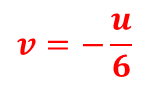 v = − u/6